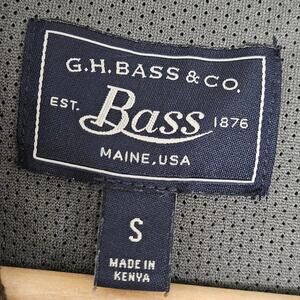 G.H.BASS & CO.
EST. Bass 1876
MAINE, USA
S
MADE IN
KENYA